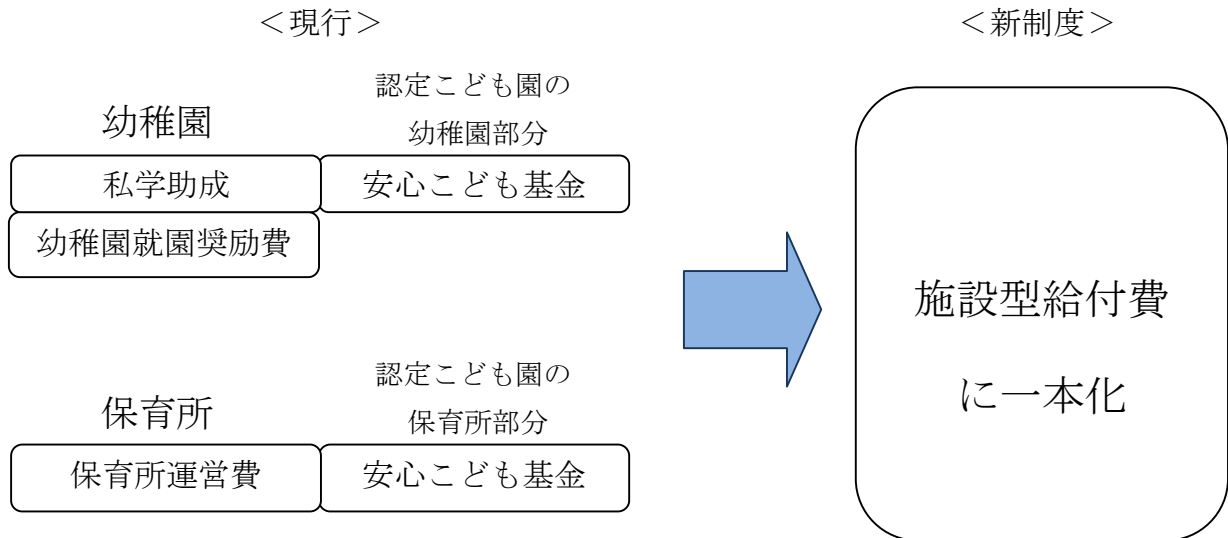 ＜現行＞
＜新制度＞
幼稚園
認定こども園の
幼稚園部分
私学助成
安心こども基金
幼稚園就園奨励費
保育所
認定こども園の
保育所部分
保育所運営費
安心こども基金
施設型給付費
に一本化